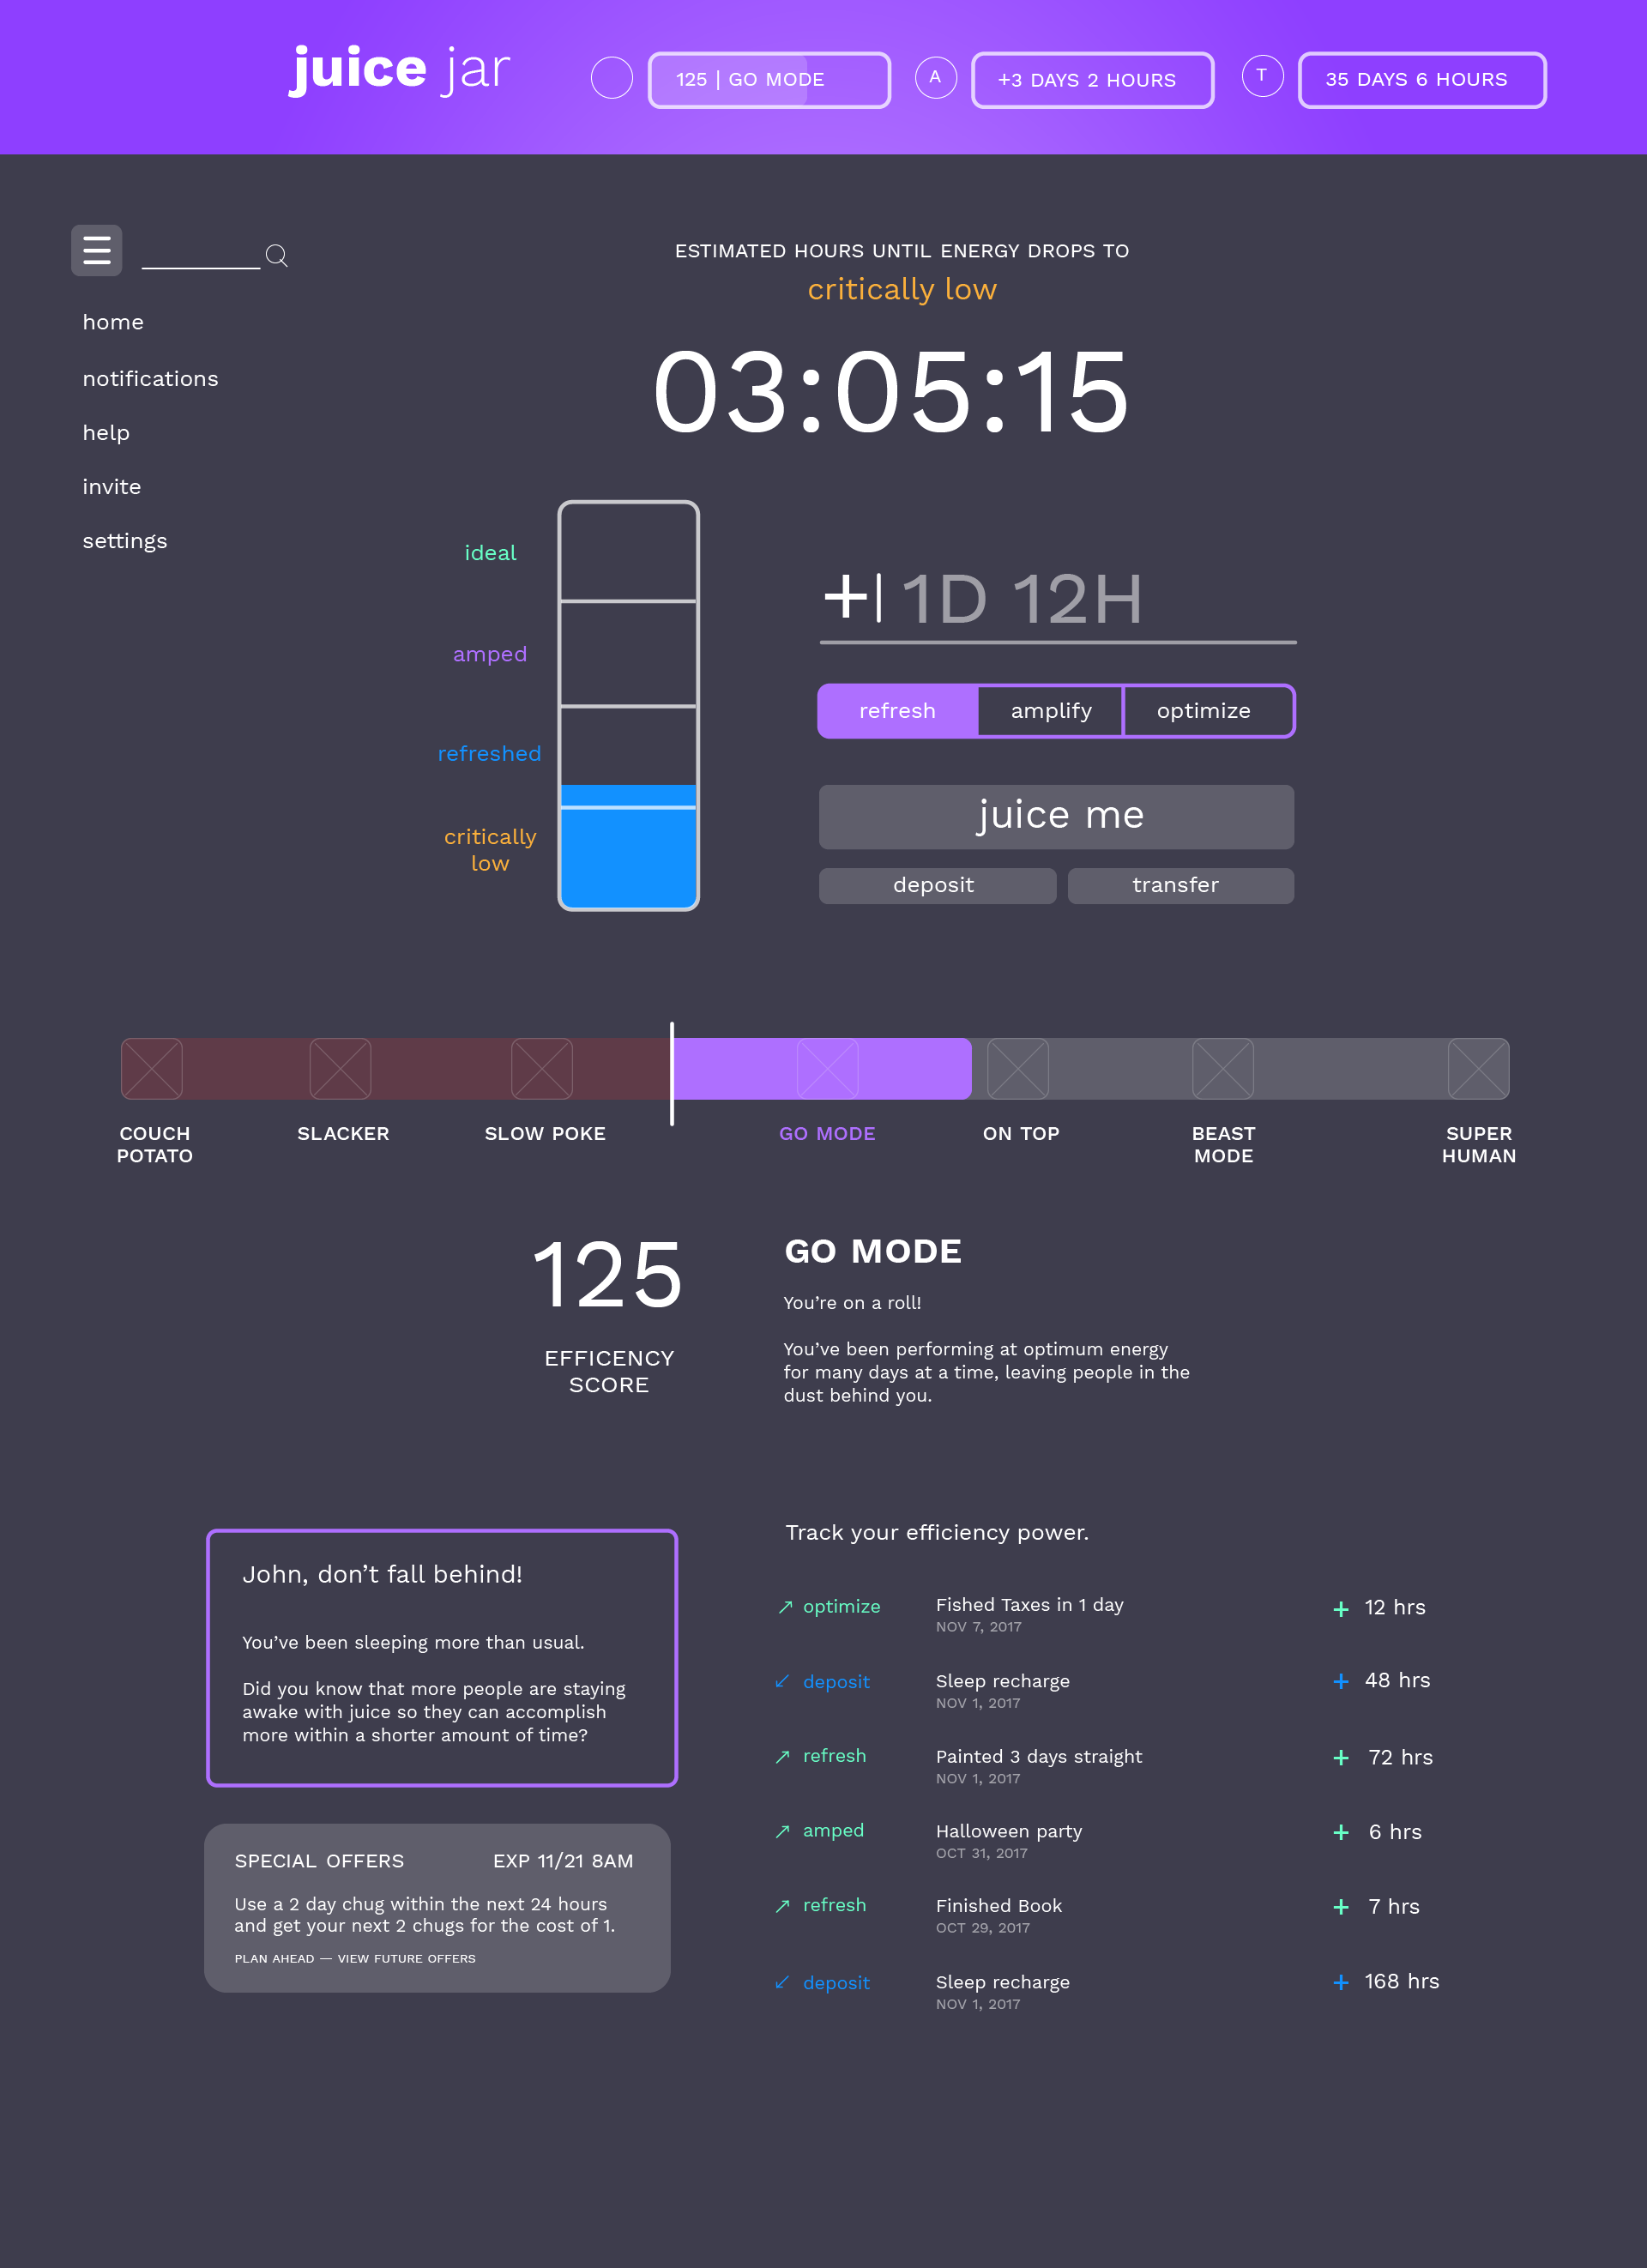 juice jar
125 | GO MODE
A
+3 DAYS 2 HOURS
T
35 DAYS 6 HOURS
home
notifications
help
invite
settings
ESTIMATED HOURS UNTIL ENERGY DROPS TO
critically low
03:05:15
ideal
amped
refreshed
critically
low
+| 1D 12H
refresh
amplify
optimize
juice me
deposit
transfer
COUCH
POTATO
SLACKER
SLOW POKE
GO MODE
ON TOP
BEAST
MODE
SUPER
HUMAN
125
EFFICENCY
SCORE
GO MODE
You’re on a roll!
You’ve been performing at optimum energy
for many days at a time, leaving people in the
dust behind you.
John, don’t fall behind!
You’ve been sleeping more than usual.
Did you know that more people are staying
awake with juice so they can accomplish
more within a shorter amount of time?
SPECIAL OFFERS
EXP 11/21 8AM
Use a 2 day chug within the next 24 hours
and get your next 2 chugs for the cost of 1.
PLAN AHEAD — VIEW FUTURE OFFERS
Track your efficiency power.
↗ optimize
Fished Taxes in 1 day
NOV 7, 2017
+ 12 hrs
↙ deposit
Sleep recharge
NOV 1, 2017
+ 48 hrs
↗ refresh
Painted 3 days straight
NOV 1, 2017
+ 72 hrs
↗ amped
Halloween party
OCT 31, 2017
+ 6 hrs
↗ refresh
Finished Book
OCT 29, 2017
+ 7 hrs
↙ deposit
Sleep recharge
NOV 1, 2017
+ 168 hrs